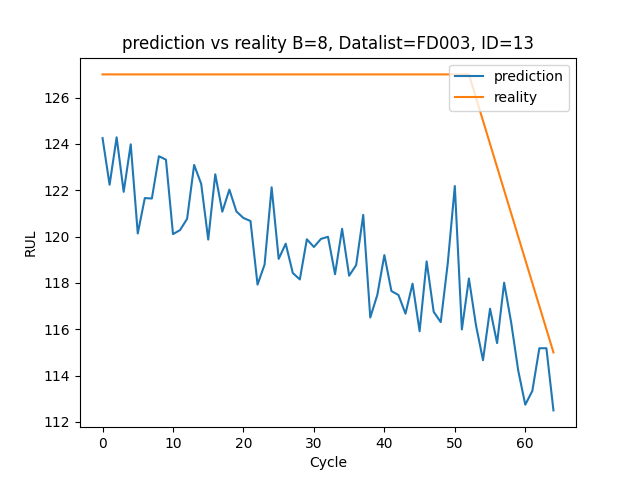 prediction vs reality B=8, Datalist=FD003, ID=13
prediction
reality
126
124
122
120
118
116
114
112
RUL
0 10 20 30 40 50 60
Cycle